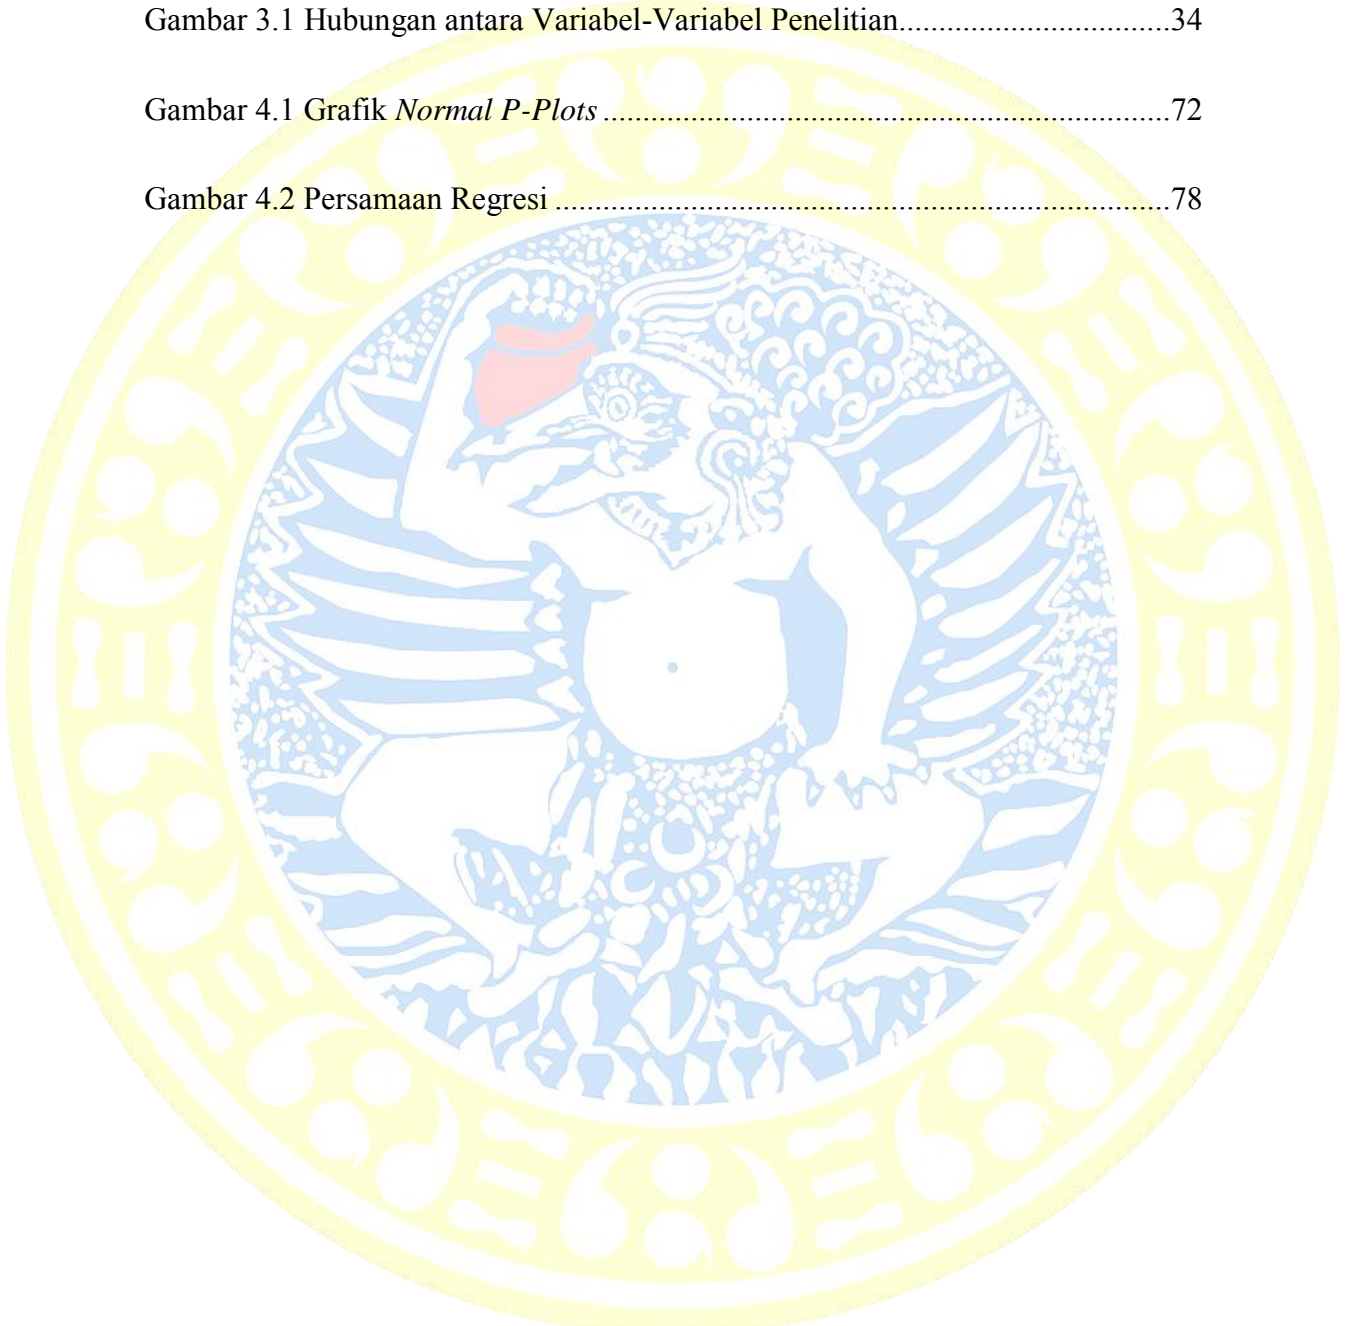 Gambar 3.1 Hubungan antara Variabel-Variabel Penelitian..................................34
Gambar 4.1 Grafik Normal P-Plots .......................................................................72
Gambar 4.2 Persamaan Regresi .............................................................................78